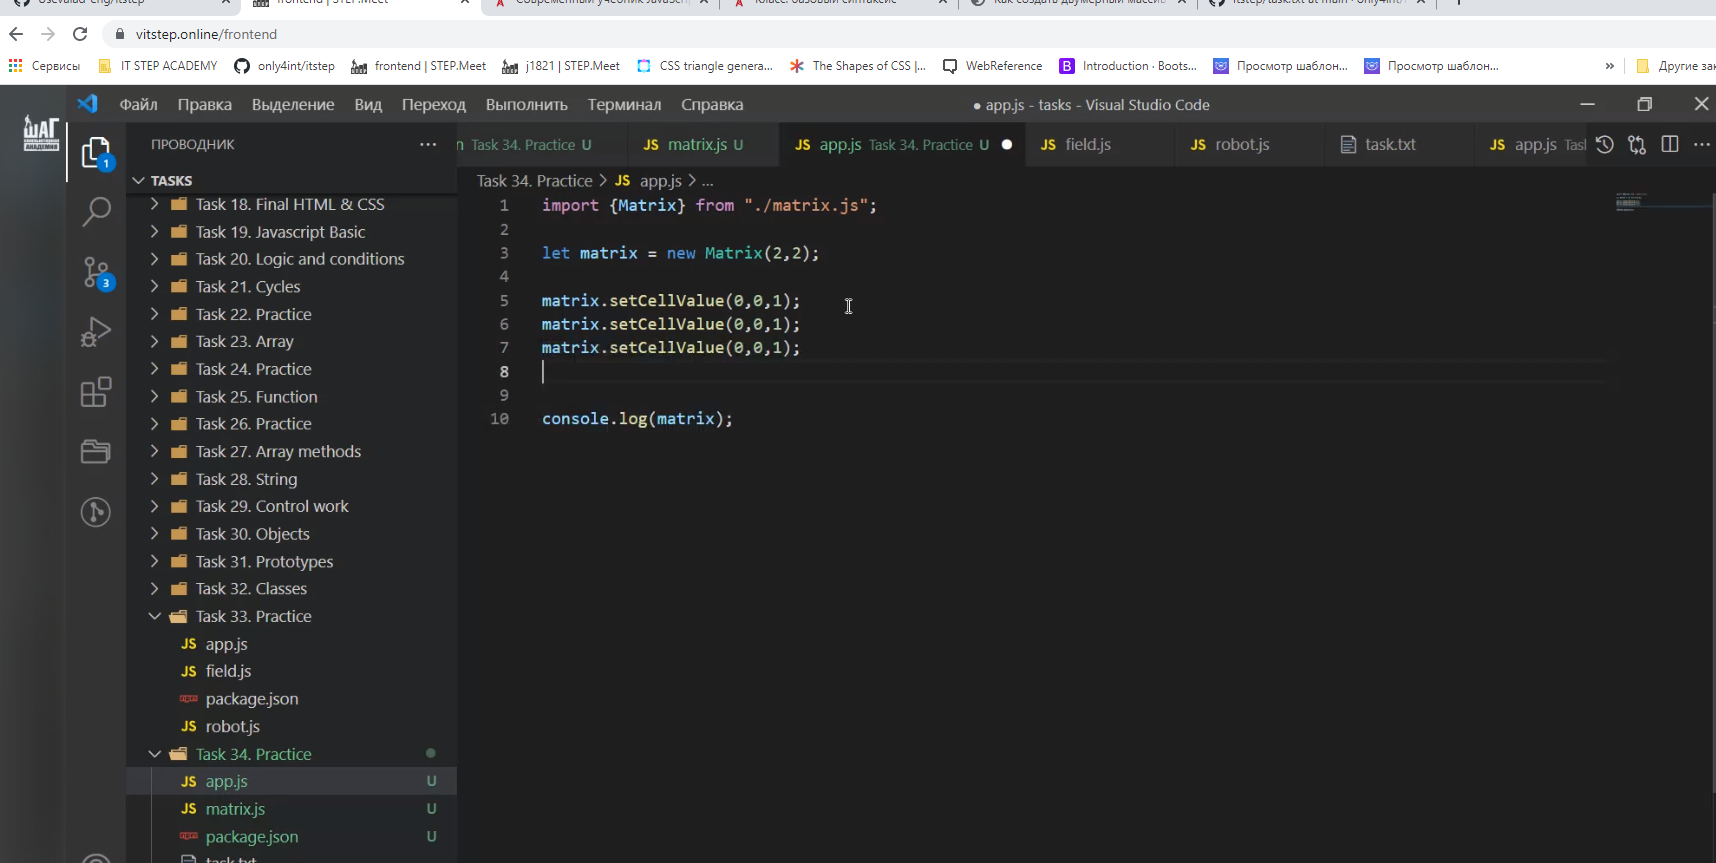 frontend | STEP.Meet
vitstep.online/frontend
Сервисы IT STEP ACADEMY only4int/itstep frontend | STEP.Meet j1821 | STEP.Meet CSS triangle genera... The Shapes of CSS |... WebReference B Introduction · Boots... Просмотр шаблон... Просмотр шаблон... » Другие зак
ШАГ
Файл Правка Выделение Вид Переход Выполнить Терминал Справка ● app.js - tasks - Visual Studio Code
ПРОВОДНИК ...
n Task 34. Practice U JS matrix.js U JS app.js Task 34. Practice U JS field.js JS robot.js task.txt JS app.js Tas
1
TASKS
Task 34. Practice > JS app.js > ...
Task 18. Final HTML & CSS
Task 19. Javascript Basic
Task 20. Logic and conditions
3
Task 21. Cycles
Task 22. Practice
Task 23. Array
Task 24. Practice
Task 25. Function
Task 26. Practice
Task 27. Array methods
Task 28. String
Task 29. Control work
Task 30. Objects
Task 31. Prototypes
Task 32. Classes
Task 33. Practice
JS app.js
JS field.js
package.json
JS robot.js
Task 34. Practice
JS app.js U
JS matrix.js U
package.json U
task.txt
1 import {Matrix} from "./matrix.js";
2
3 let matrix = new Matrix(2,2);
4
5 matrix.setCellValue(0,0,1);
6 matrix.setCellValue(0,0,1);
7 matrix.setCellValue(0,0,1);
8
9
10 console.log(matrix);